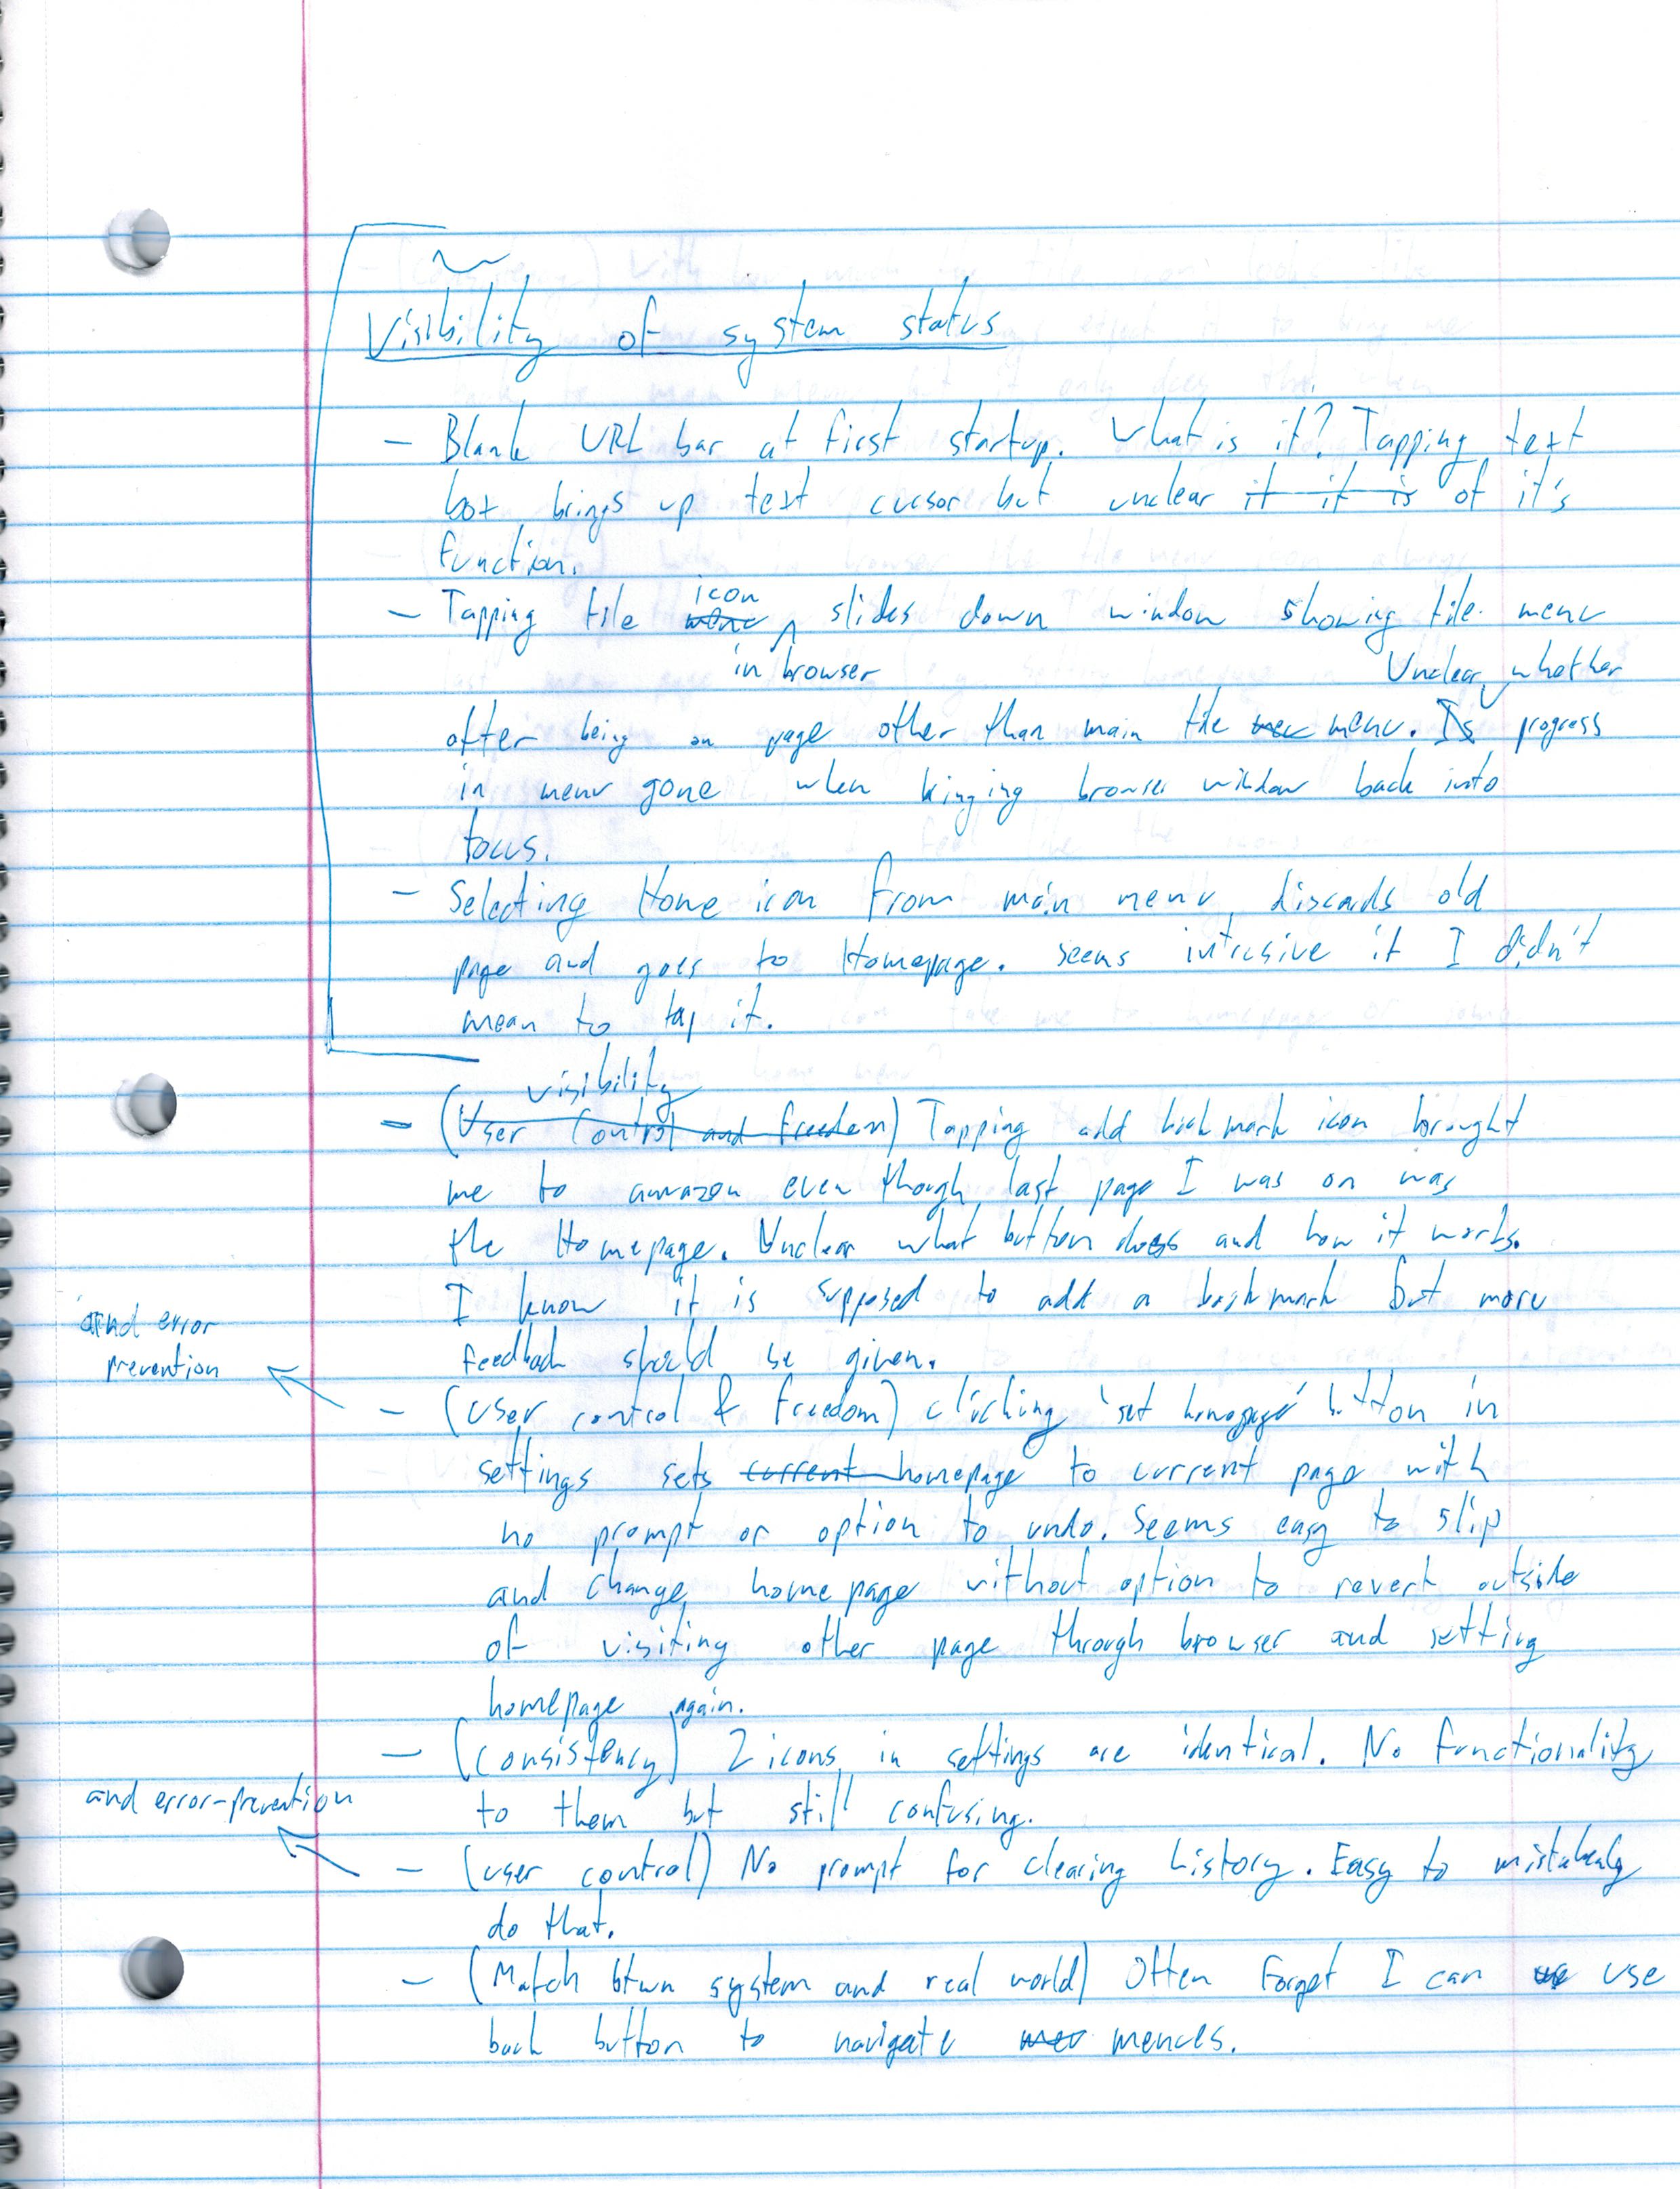 Visibility of system status
- Blank URL bar at first startup. What is it? Tapping text
box brings up text cursor but unclear it it is of it's
function.
icon
- Tapping tile menu slides down window showing tile menu
in browser
Unclear whether
after being on page other than main tile menu. Is progress
in menu gone when bringing browser window back into
focus.
- Selecting Home icon from main menu, discards old
page and goes to Homepage. Seems intrusive if I didn't
mean to tap it.
visibility
- (User Control and freedom) Tapping add bookmark icon brought
me to amazon even though last page I was on was
the Homepage. Unclear what button does and how it works.
I know it is supposed to add a bookmark but more
feedback should be given.
and error
prevention
- (User control & freedom) clicking 'set homepage' button in
settings sets current homepage to current page with
no prompt or option to undo. Seems easy to slip
and change homepage without option to revert outside
of visiting other page through browser and setting
homepage again.
- (Consistency) 2 icons in settings are identical. No functionality
to them but still confusing.
and error-prevention
- (user control) No prompt for clearing history. Easy to mistakenly
do that.
- (Match btwn system and real world) Often forget I can use
back button to navigate menues.